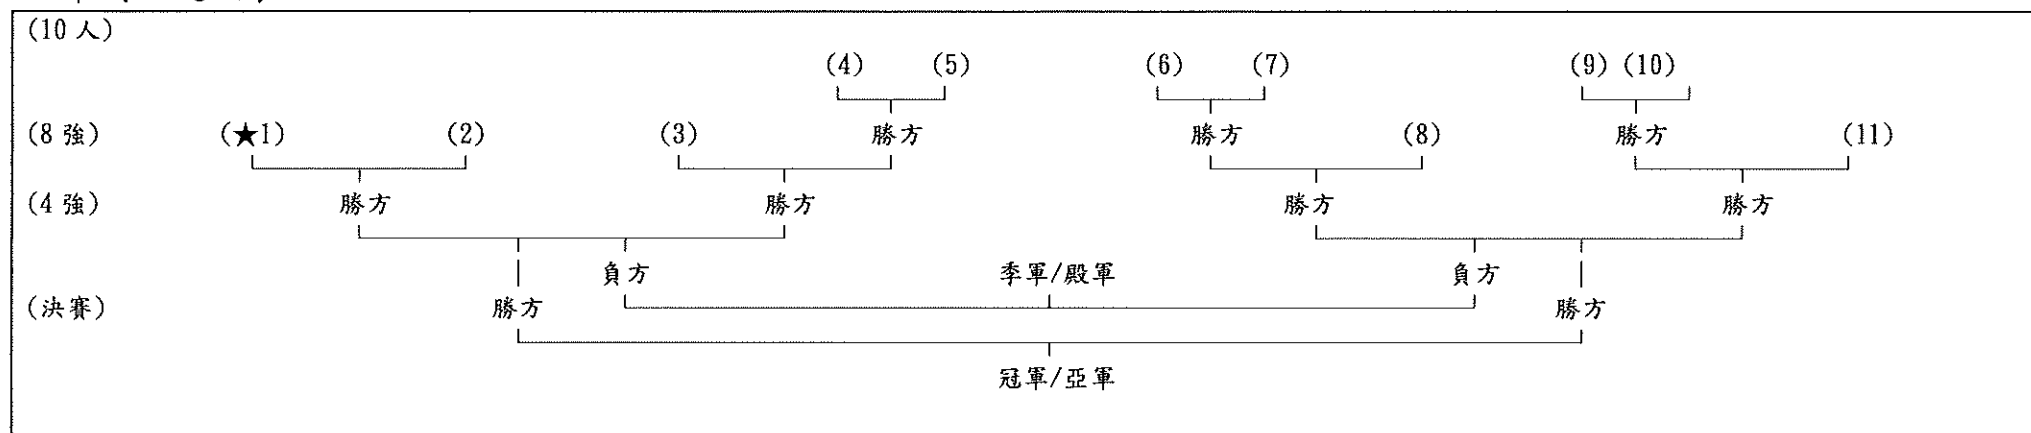 (10 人)
(4) (5) (6) (7) (9) (10)
(8 強) (★1) (2) (3) 勝方 勝方 (8) 勝方 (11)
(4 強) 勝方 勝方 勝方 勝方
負方 季軍/殿軍 負方
(決賽) 勝方 勝方
冠軍/亞軍